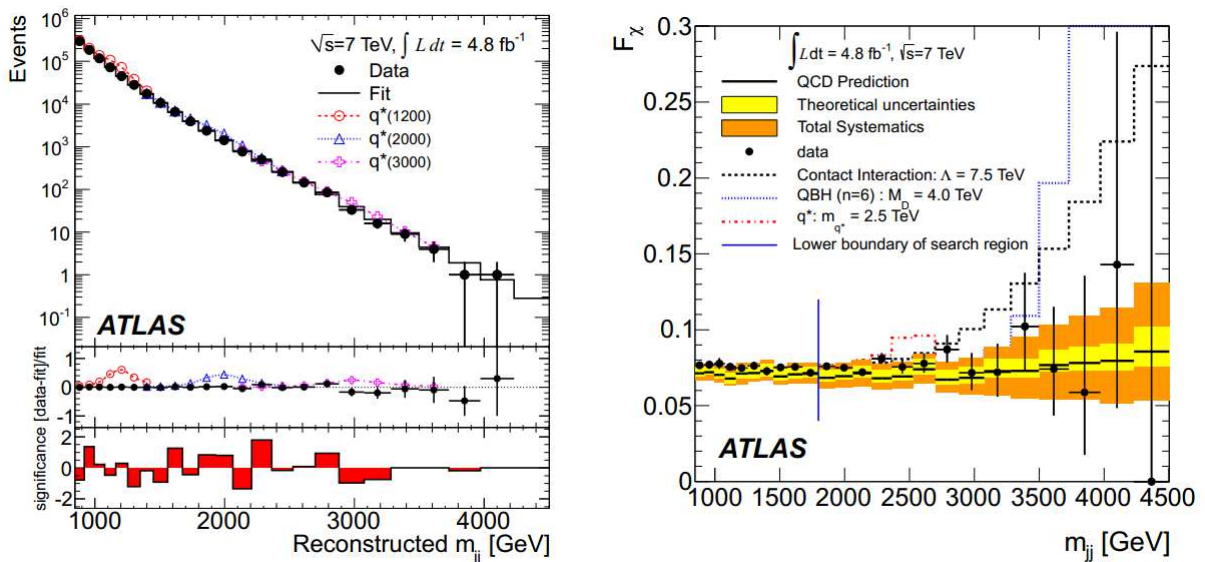 Events
10⁶
10⁵
10⁴
10³
10²
10
1
10⁻¹
√s=7 TeV, ∫ L dt = 4.8 fb⁻¹
Data
Fit
q*(1200)
q*(2000)
q*(3000)
ATLAS
[data-fit]/fit
1
0
-1
significance
2
0
-2
1000 2000 3000 4000
Reconstructed m_jj [GeV]
F_χ
0.3
0.25
0.2
0.15
0.1
0.05
0
∫ L dt = 4.8 fb⁻¹, √s=7 TeV
QCD Prediction
Theoretical uncertainties
Total Systematics
data
Contact Interaction: Λ = 7.5 TeV
QBH (n=6) : M_D = 4.0 TeV
q*: m_q* = 2.5 TeV
Lower boundary of search region
ATLAS
1000 1500 2000 2500 3000 3500 4000 4500
m_jj [GeV]